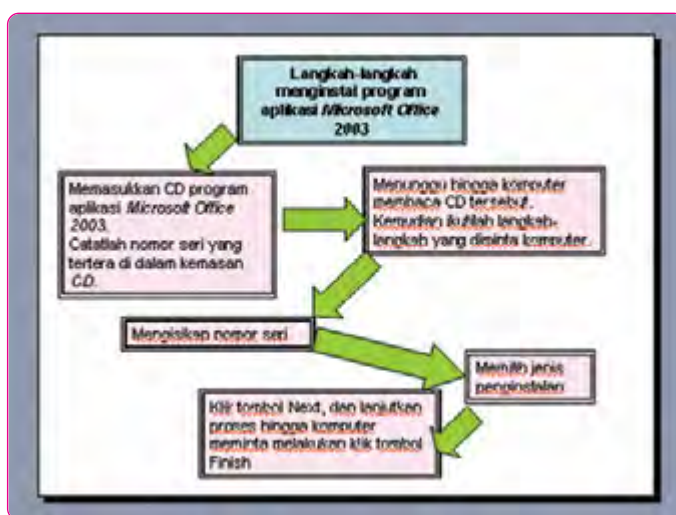 Langkah-langkah
menginstal program
aplikasi Microsoft Office
2003
Memasukkan CD program
aplikasi Microsoft Office
2003.
Catatlah nomor seri yang
tertera di dalam kemasan
CD.
Menunggu hingga komputer
membaca CD tersebut.
Kemudian ikutilah langkah-
langkah yang diminta komputer.
Mengisikan nomor seri
Memilih jenis
penginstalan
Klik tombol Next, dan lanjutkan
proses hingga komputer
meminta melakukan klik tombol
Finish